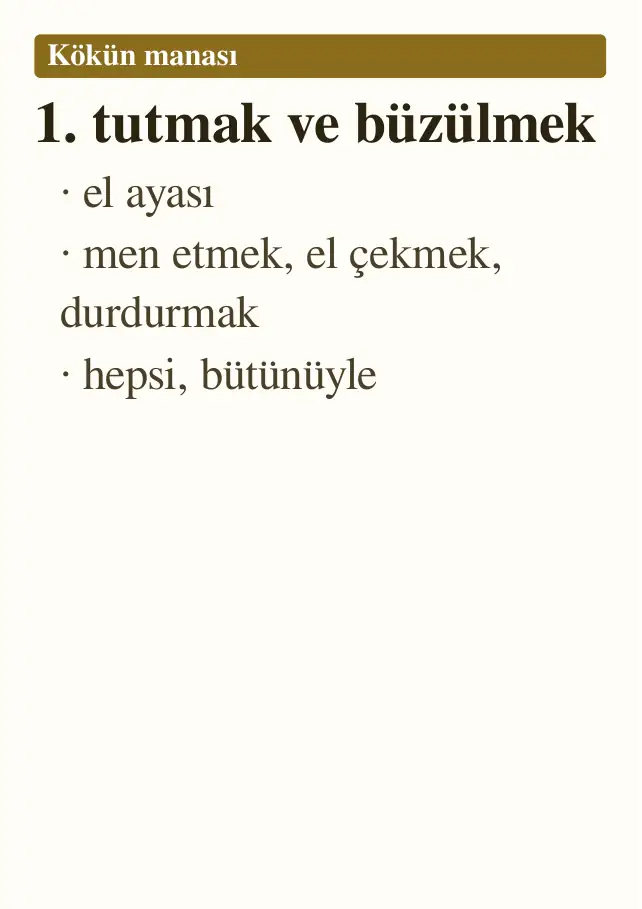 Kökün manası
1. tutmak ve büzülmek
· el ayası
· men etmek, el çekmek,
durdurmak
· hepsi, bütünüyle